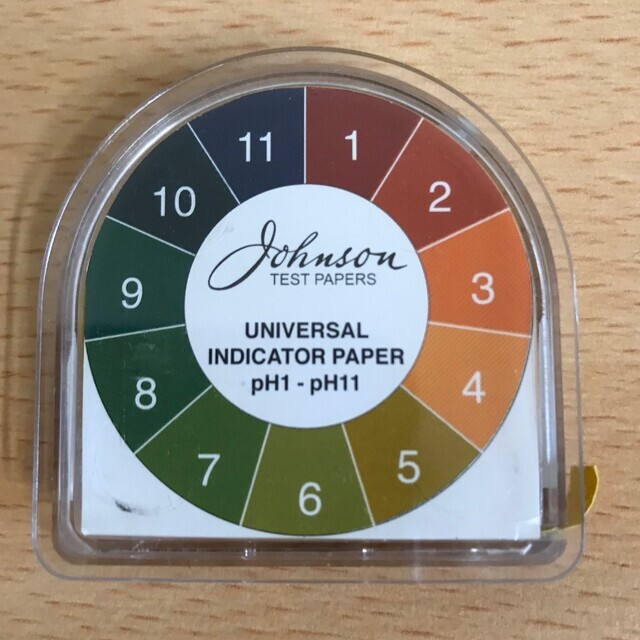 1
2
3
4
5
6
7
8
9
10
11
Johnson
TEST PAPERS
UNIVERSAL
INDICATOR PAPER
pH1 - pH11